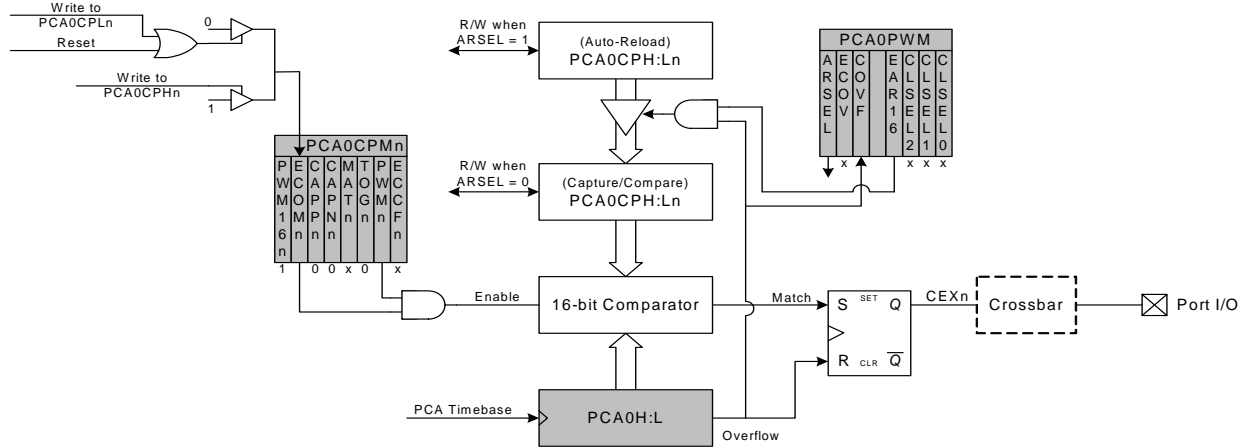 Write to
PCA0CPLn
Reset
0
Write to
PCA0CPHn
1
R/W when
ARSEL = 1
(Auto-Reload)
PCA0CPH:Ln
PCA0PWM
ARSEL
ECOV
COVF
EAR16
CLSEL2
CLSEL1
CLSEL0
x
x
x
x
PCA0CPMn
PWM16n
ECOMn
CAPPn
CAPNn
MATn
TOGn
PWMn
ECCFn
1
0
0
x
0
x
R/W when
ARSEL = 0
(Capture/Compare)
PCA0CPH:Ln
Enable
16-bit Comparator
Match
S SET Q
R CLR Q
CEXn
Crossbar
Port I/O
PCA Timebase
PCA0H:L
Overflow